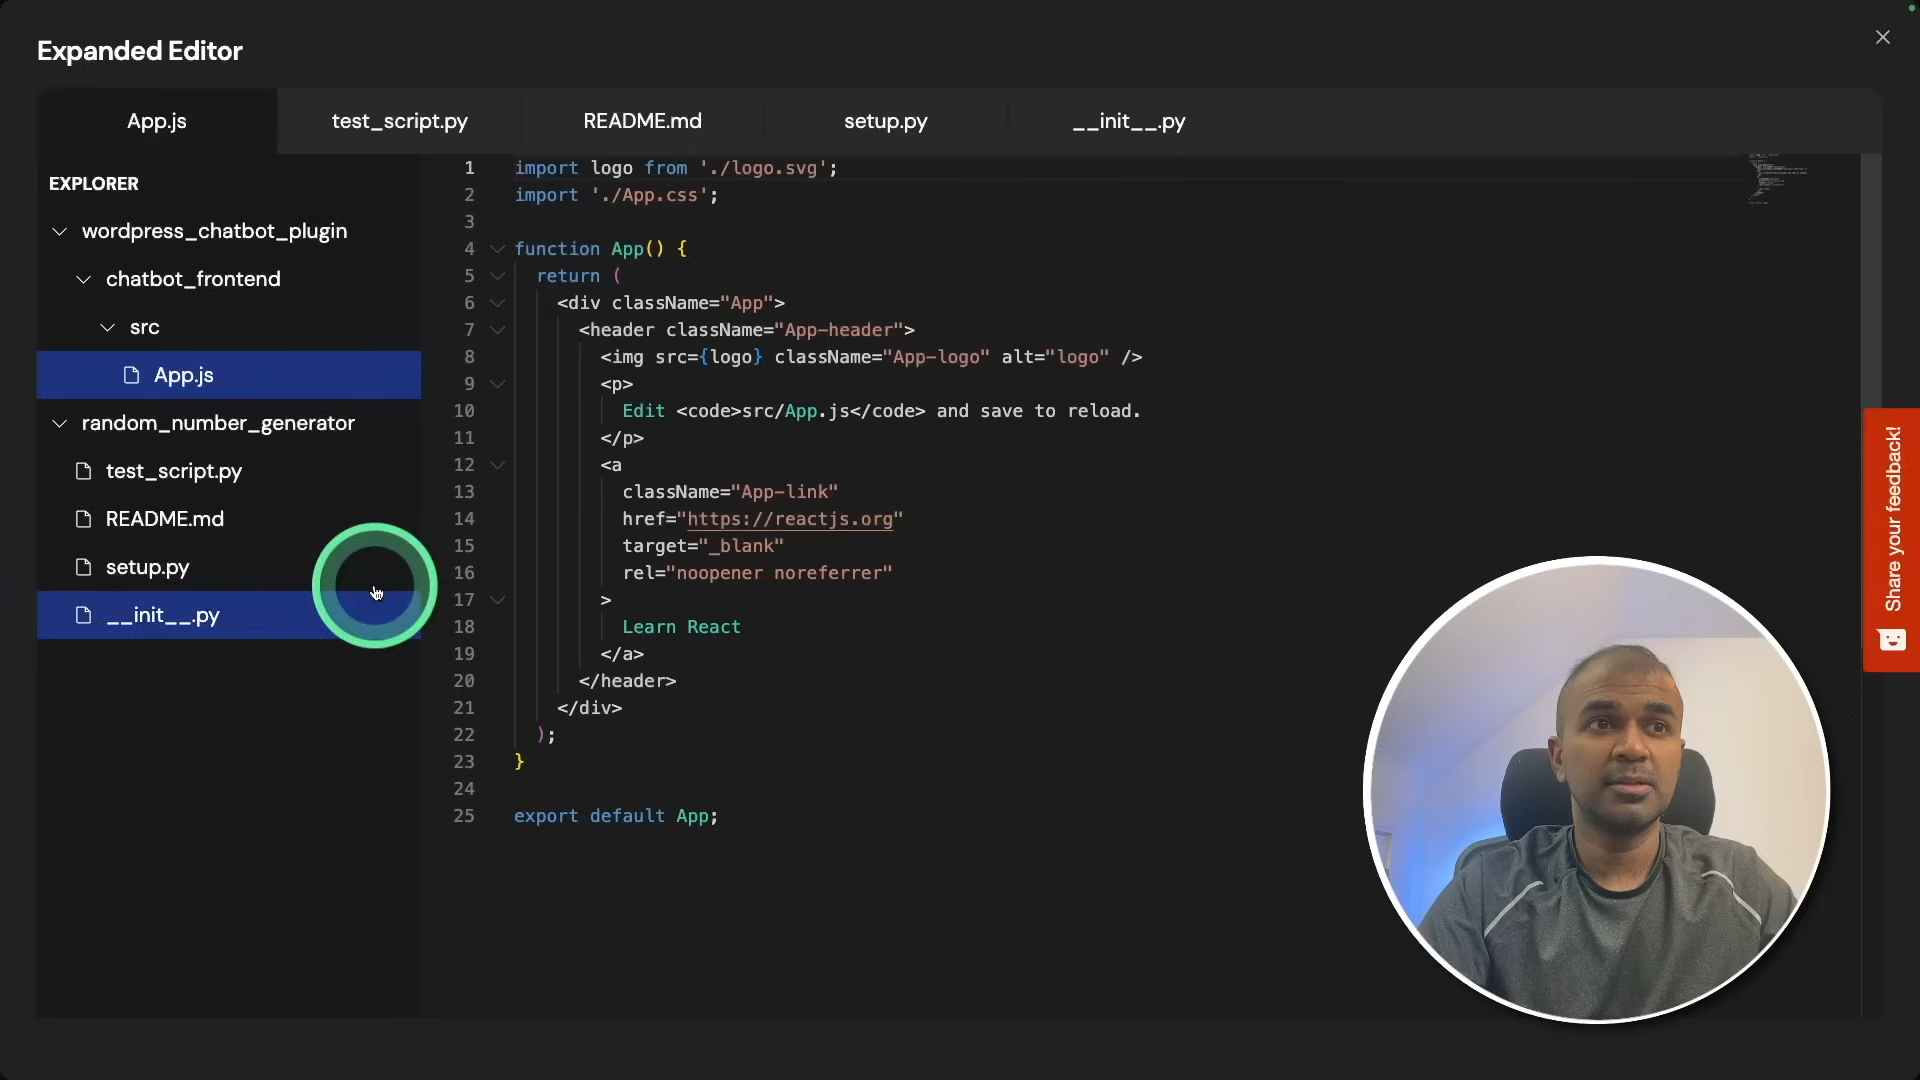 Expanded Editor
App.js
test_script.py
README.md
setup.py
__init__.py
EXPLORER
wordpress_chatbot_plugin
chatbot_frontend
src
App.js
random_number_generator
test_script.py
README.md
setup.py
__init__.py
1 import logo from './logo.svg';
2 import './App.css';
3
4 function App() {
5 return (
6 <div className="App">
7 <header className="App-header">
8 <img src={logo} className="App-logo" alt="logo" />
9 <p>
10 Edit <code>src/App.js</code> and save to reload.
11 </p>
12 <a
13 className="App-link"
14 href="https://reactjs.org"
15 target="_blank"
16 rel="noopener noreferrer"
17 >
18 Learn React
19 </a>
20 </header>
21 </div>
22 );
23 }
24
25 export default App;
Share your feedback!